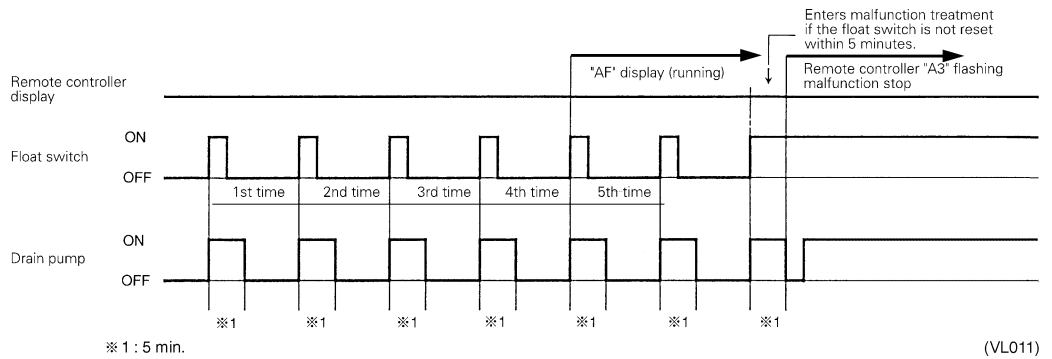 Enters malfunction treatment
if the float switch is not reset
within 5 minutes.
"AF" display (running)
Remote controller "A3" flashing
malfunction stop
Remote controller
display
ON
Float switch
OFF
1st time
2nd time
3rd time
4th time
5th time
ON
Drain pump
OFF
※1
※1
※1
※1
※1
※1
※1
※1 : 5 min.
(VL011)